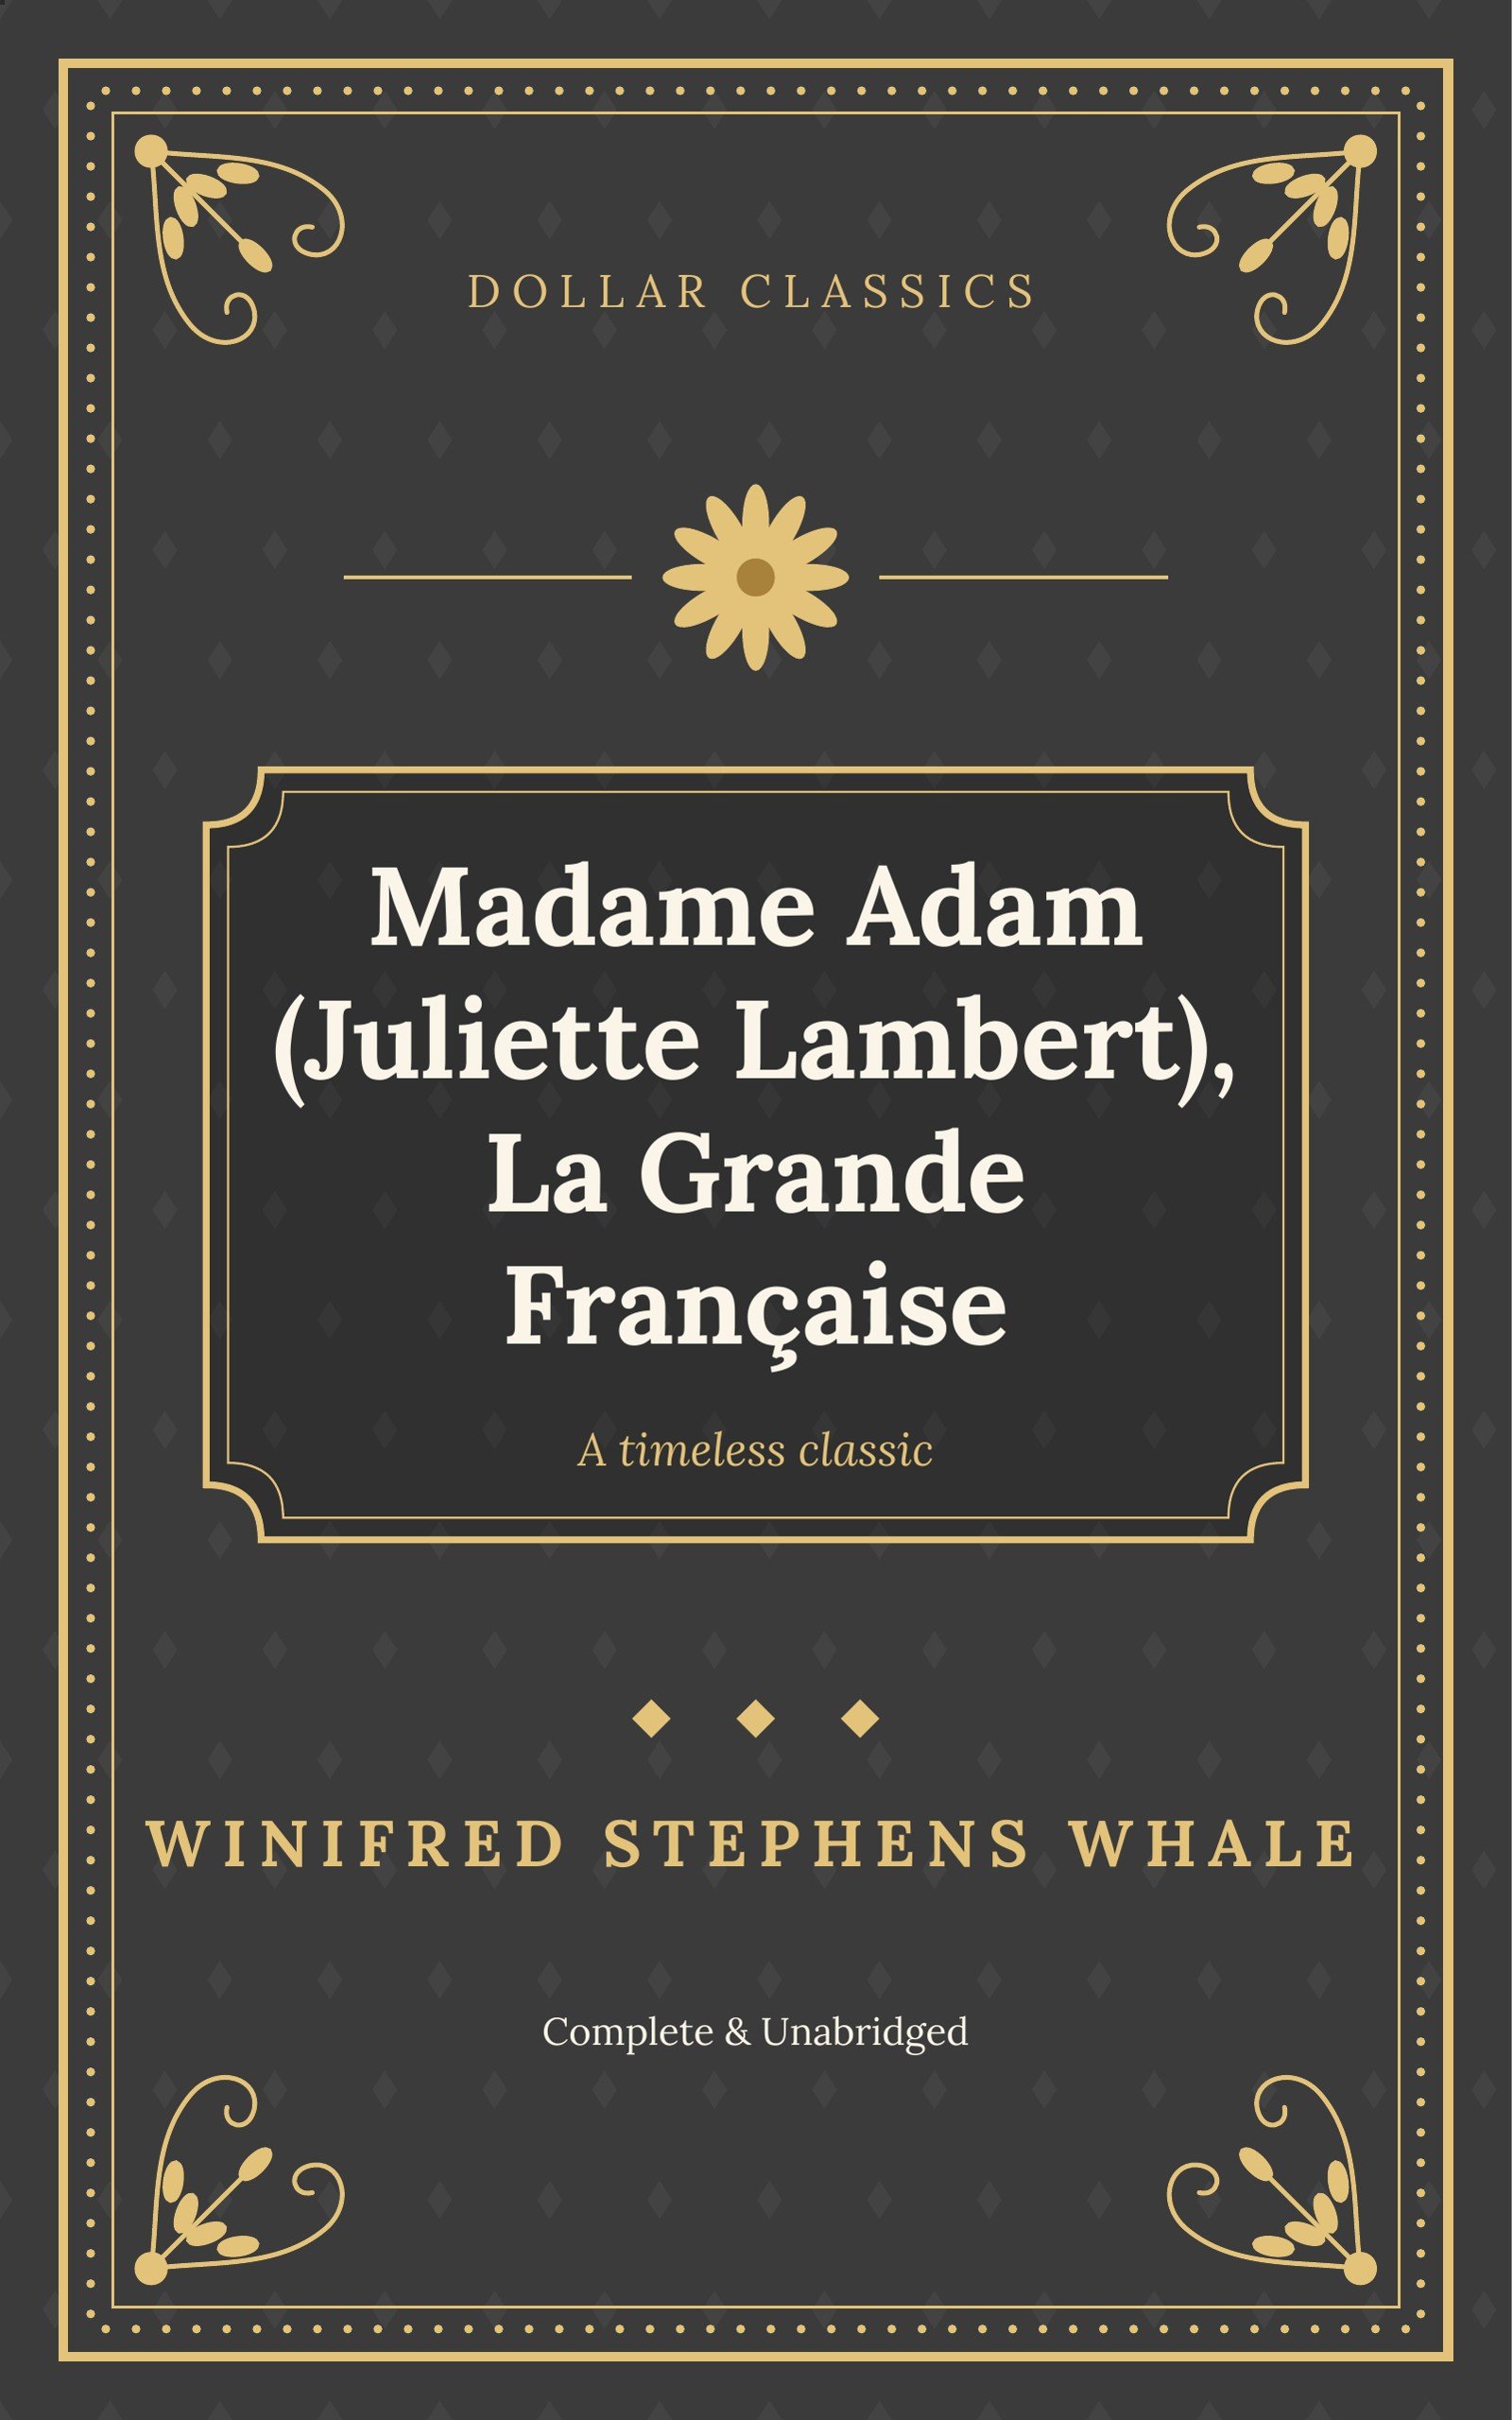 DOLLAR CLASSICS
Madame Adam
(Juliette Lambert),
La Grande
Française
A timeless classic
WINIFRED STEPHENS WHALE
Complete & Unabridged